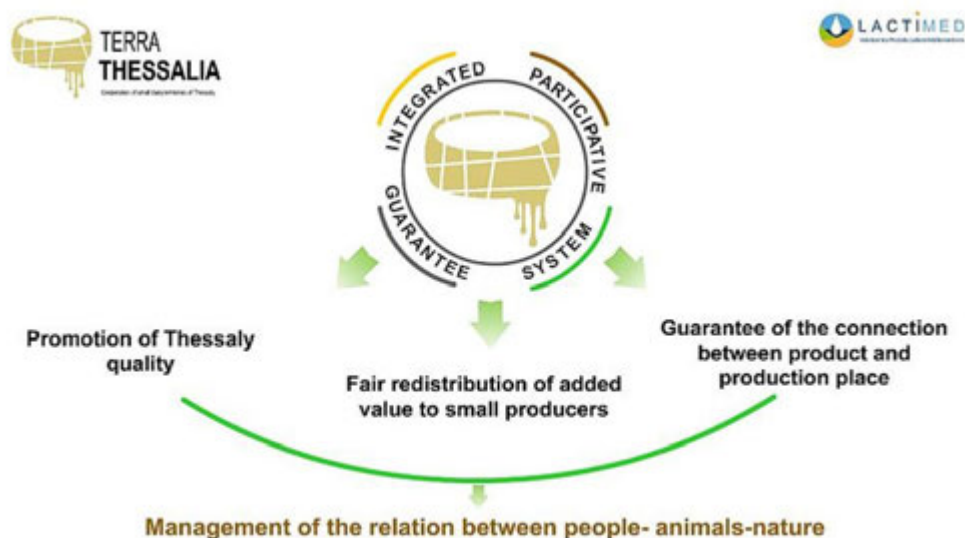 TERRA
THESSALIA
LACTIMED
INTEGRATED
PARTICIPATIVE
GUARANTEE
SYSTEM
Promotion of Thessaly
quality
Fair redistribution of added
value to small producers
Guarantee of the connection
between product and
production place
Management of the relation between people- animals-nature